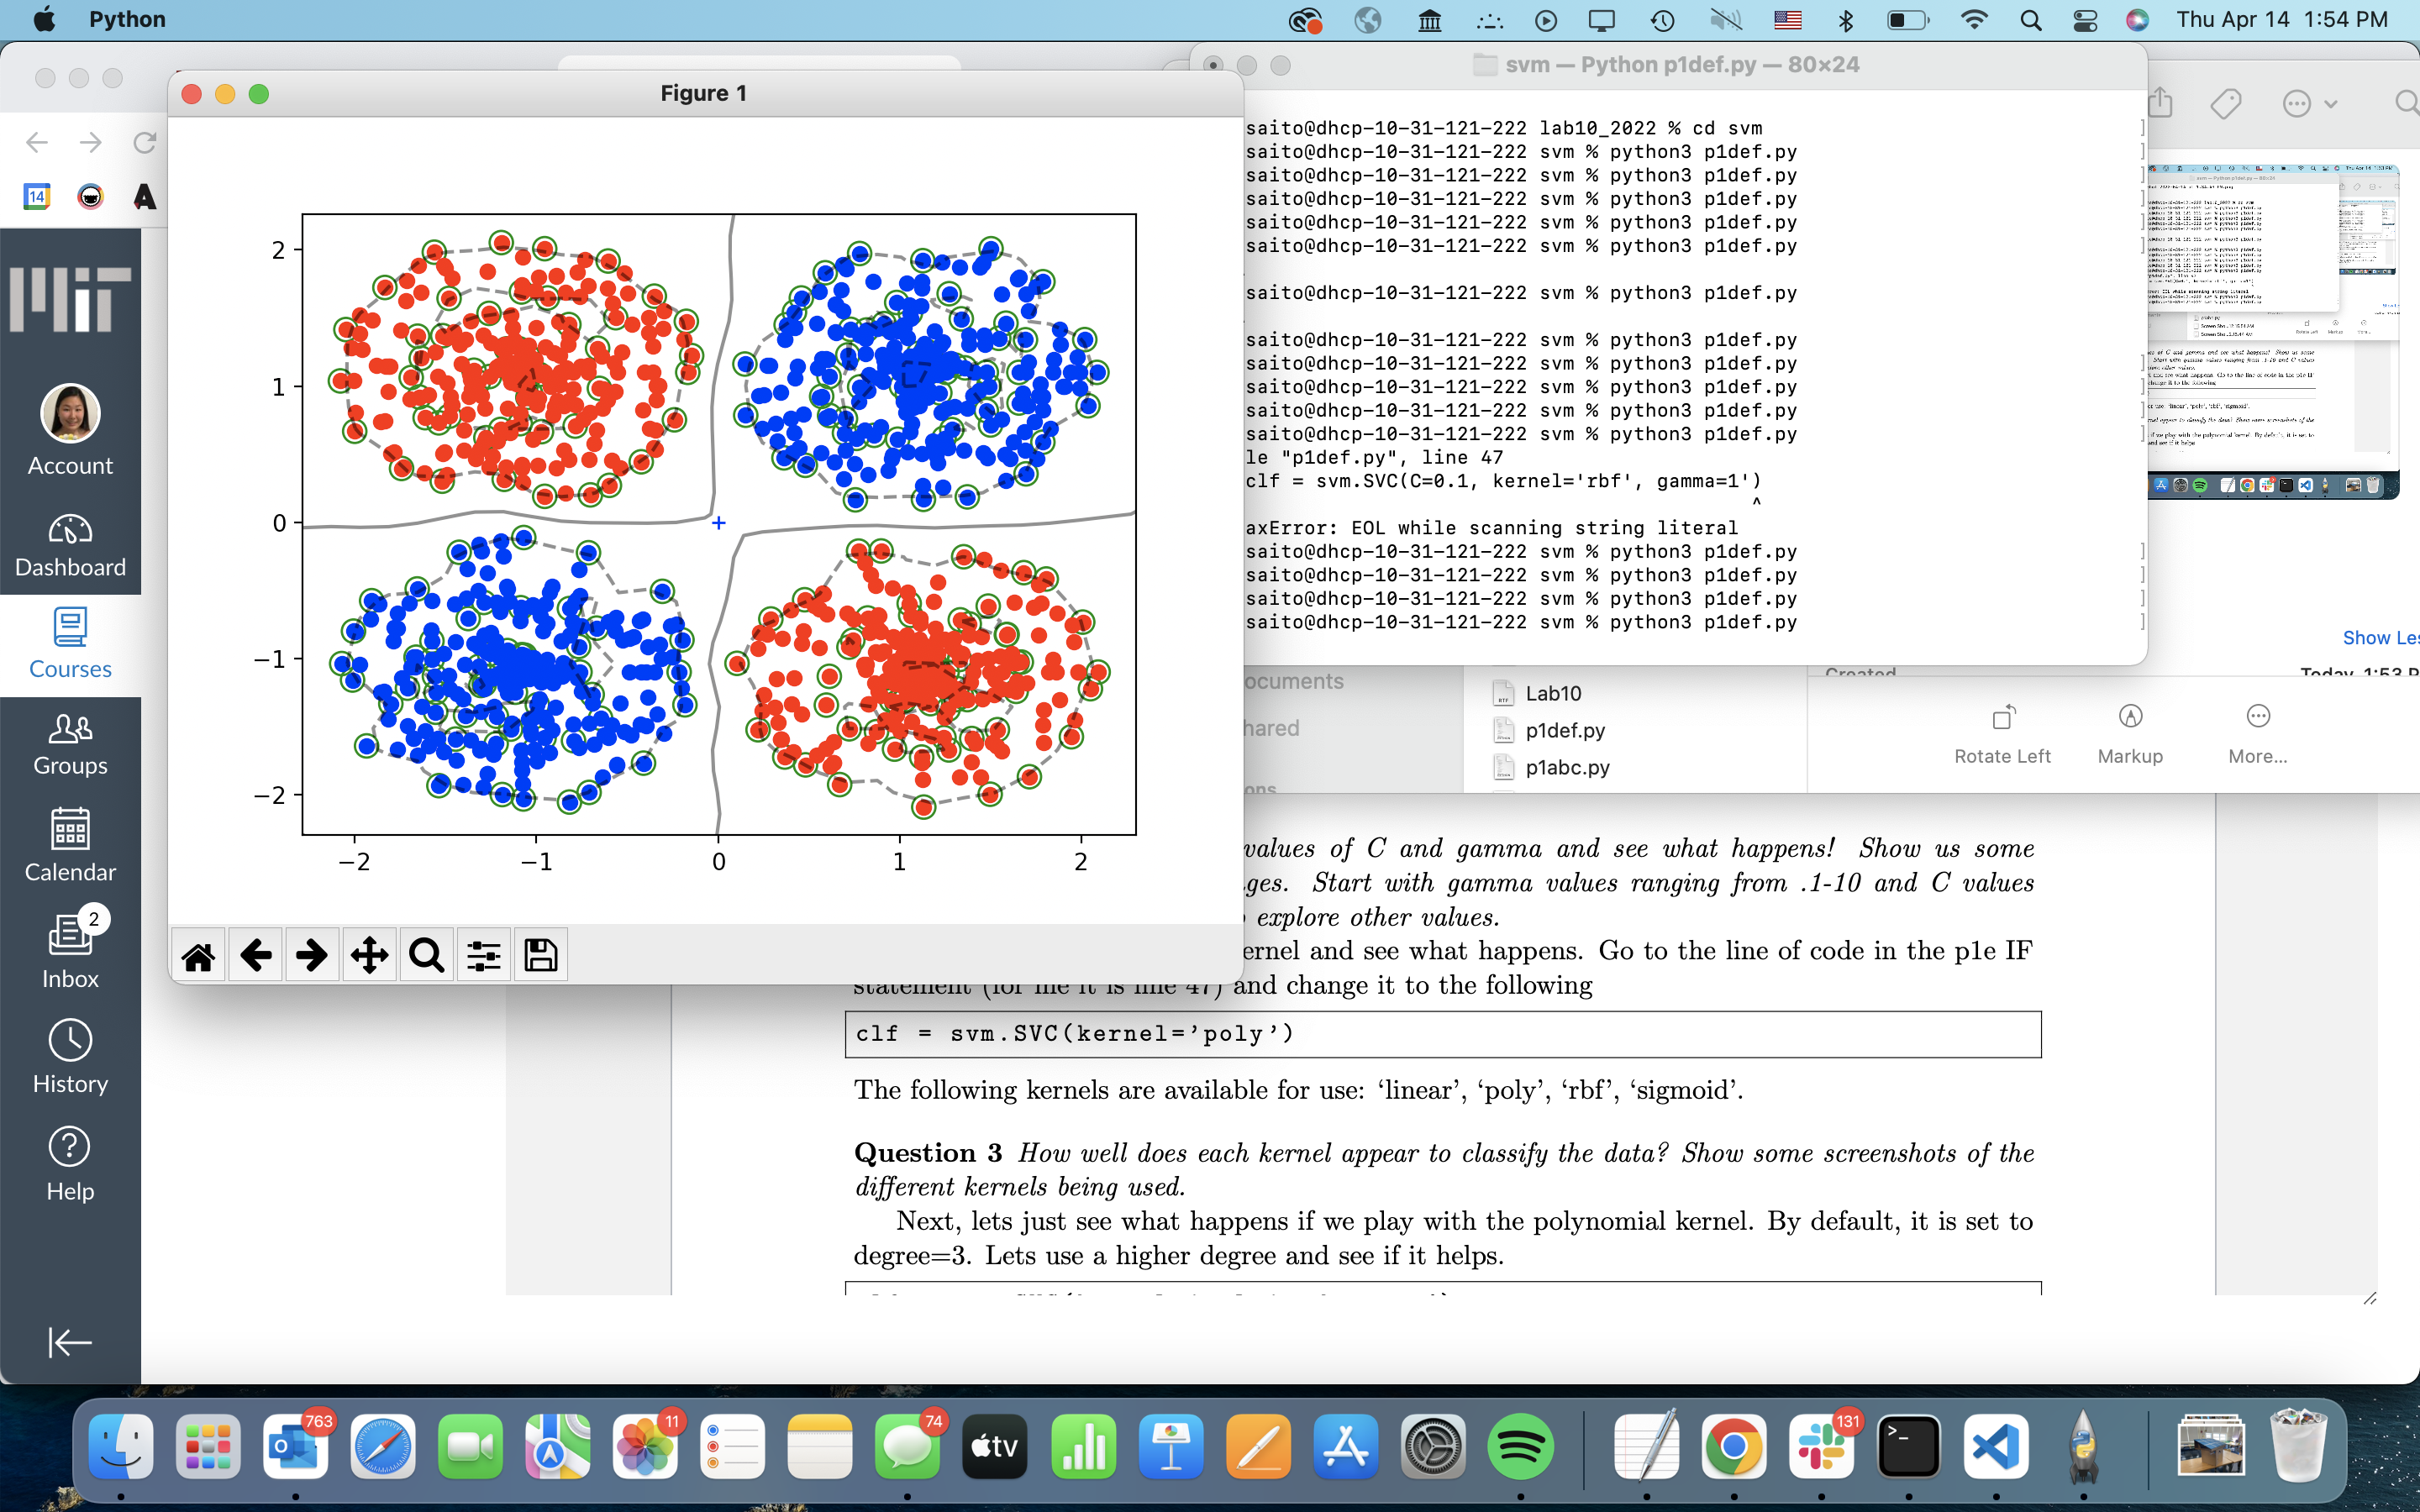 Python
Thu Apr 14 1:54 PM
Figure 1
svm — Python p1def.py — 80×24
14
MIT
Account
Dashboard
Courses
Groups
Calendar
2
Inbox
History
Help
2
1
0
−1
−2
−2
−1
0
1
2
saito@dhcp-10-31-121-222 lab10_2022 % cd svm
saito@dhcp-10-31-121-222 svm % python3 p1def.py
saito@dhcp-10-31-121-222 svm % python3 p1def.py
saito@dhcp-10-31-121-222 svm % python3 p1def.py
saito@dhcp-10-31-121-222 svm % python3 p1def.py
saito@dhcp-10-31-121-222 svm % python3 p1def.py
saito@dhcp-10-31-121-222 svm % python3 p1def.py
saito@dhcp-10-31-121-222 svm % python3 p1def.py
saito@dhcp-10-31-121-222 svm % python3 p1def.py
saito@dhcp-10-31-121-222 svm % python3 p1def.py
saito@dhcp-10-31-121-222 svm % python3 p1def.py
saito@dhcp-10-31-121-222 svm % python3 p1def.py
le "p1def.py", line 47
clf = svm.SVC(C=0.1, kernel='rbf', gamma=1')
^
axError: EOL while scanning string literal
saito@dhcp-10-31-121-222 svm % python3 p1def.py
saito@dhcp-10-31-121-222 svm % python3 p1def.py
saito@dhcp-10-31-121-222 svm % python3 p1def.py
saito@dhcp-10-31-121-222 svm % python3 p1def.py
Show Les
Created
Today, 1:53 P
ocuments
hared
ons
Lab10
p1def.py
p1abc.py
Rotate Left
Markup
More...
values of C and gamma and see what happens! Show us some
ges. Start with gamma values ranging from .1-10 and C values
explore other values.
ernel and see what happens. Go to the line of code in the p1e IF
statement (for me it is line 47) and change it to the following
clf = svm.SVC(kernel='poly')
The following kernels are available for use: ‘linear’, ‘poly’, ‘rbf’, ‘sigmoid’.
Question 3 How well does each kernel appear to classify the data? Show some screenshots of the
different kernels being used.
Next, lets just see what happens if we play with the polynomial kernel. By default, it is set to
degree=3. Lets use a higher degree and see if it helps.
763
11
74
tv
131